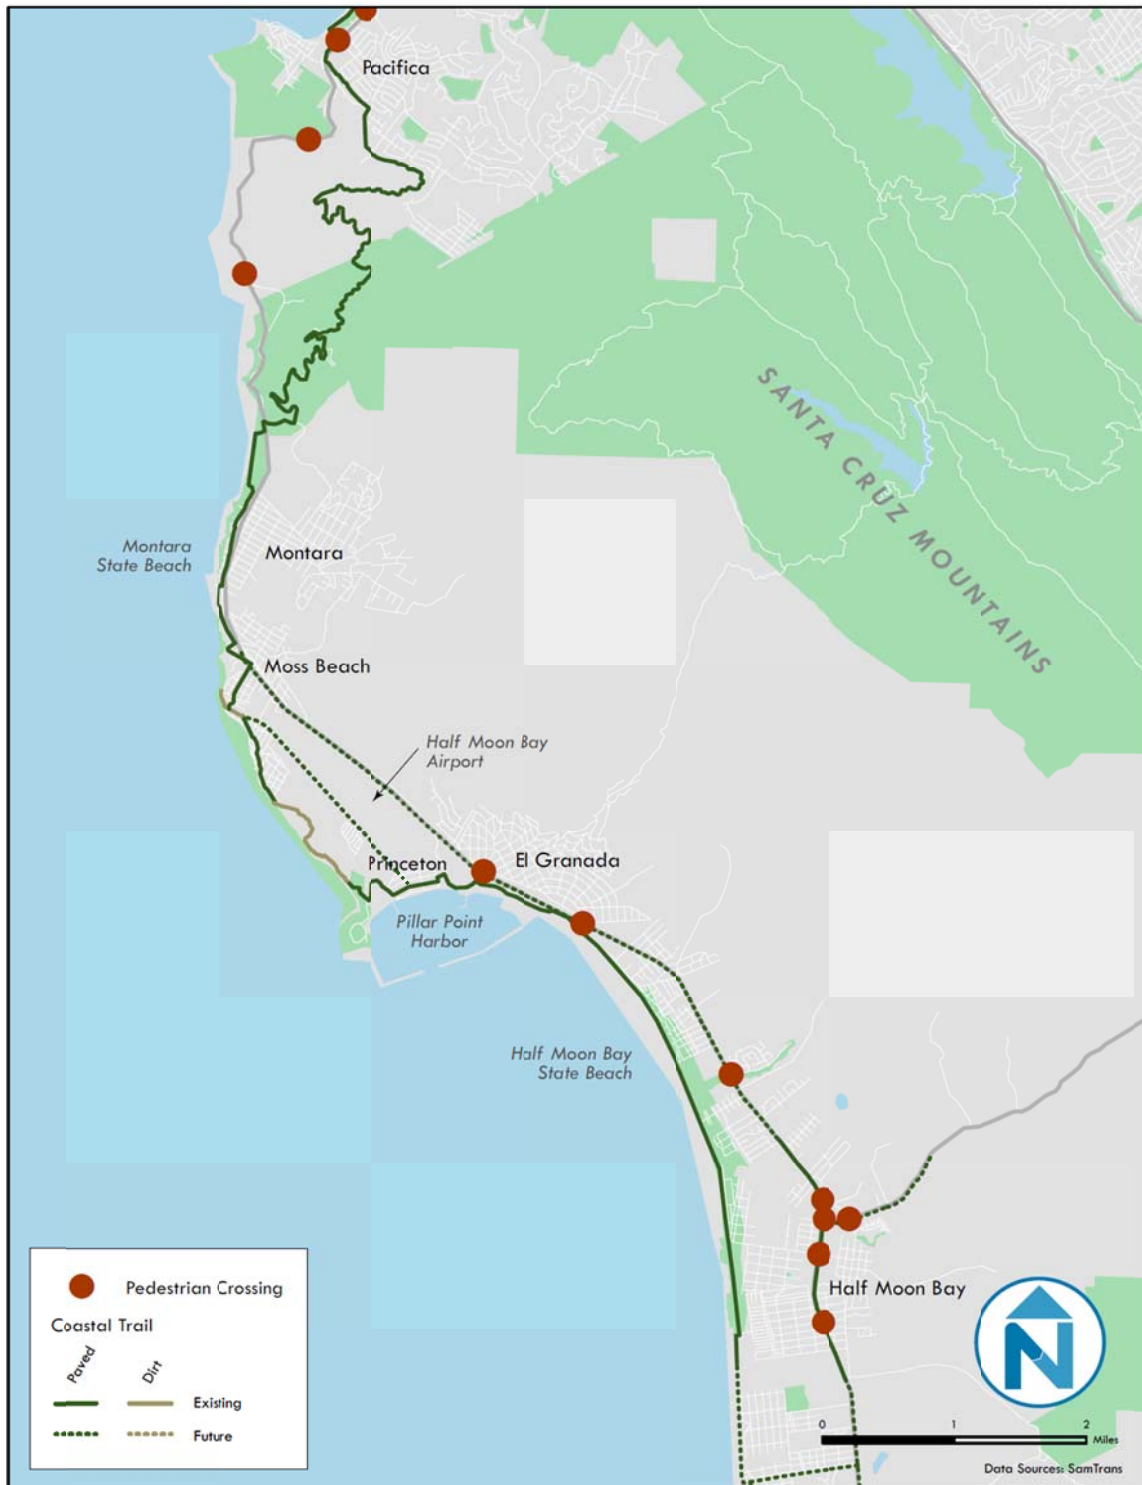 Pacifica
SANTA CRUZ MOUNTAINS
Montara
State Beach
Montara
Moss Beach
Half Moon Bay
Airport
Princeton
El Granada
Pillar Point
Harbor
Half Moon Bay
State Beach
Half Moon Bay
Pedestrian Crossing
Coastal Trail
Paved
Dirt
Existing
Future
N
0 1 2
Miles
Data Sources: SamTrans